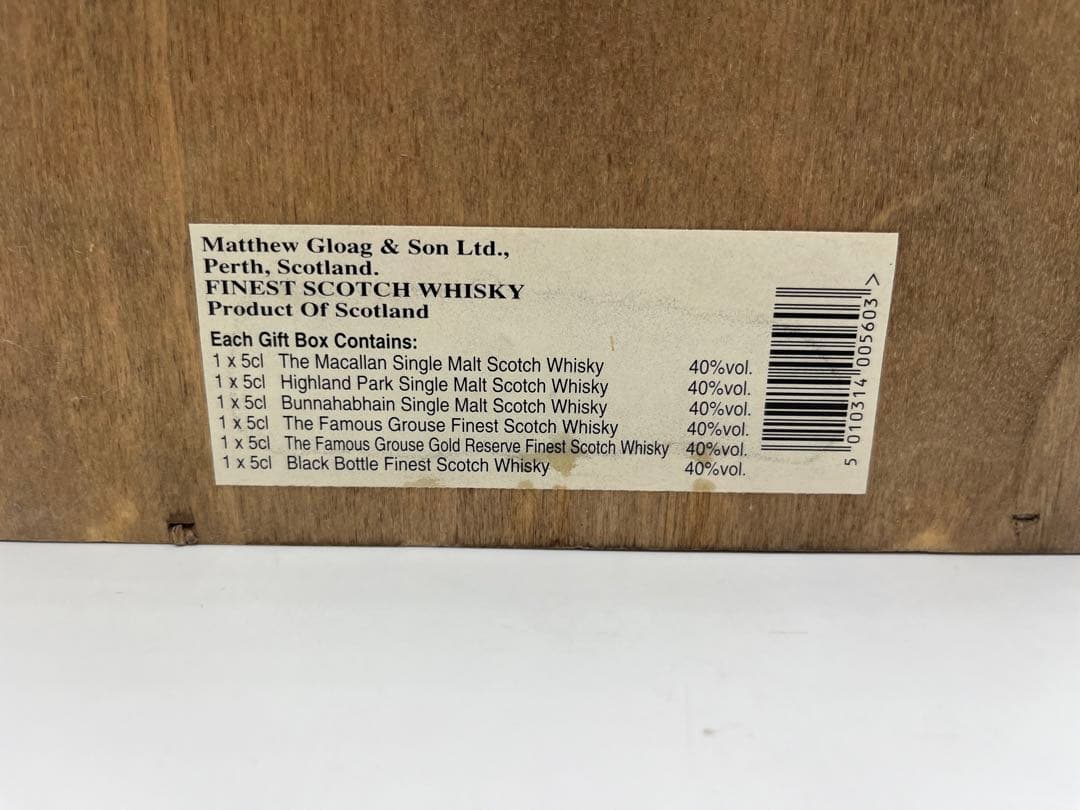 Matthew Gloag & Son Ltd.,
Perth, Scotland.
FINEST SCOTCH WHISKY
Product Of Scotland
Each Gift Box Contains:
1 x 5cl The Macallan Single Malt Scotch Whisky 40%vol.
1 x 5cl Highland Park Single Malt Scotch Whisky 40%vol.
1 x 5cl Bunnahabhain Single Malt Scotch Whisky 40%vol.
1 x 5cl The Famous Grouse Finest Scotch Whisky 40%vol.
1 x 5cl The Famous Grouse Gold Reserve Finest Scotch Whisky 40%vol.
1 x 5cl Black Bottle Finest Scotch Whisky 40%vol.
5 010314 005603 >